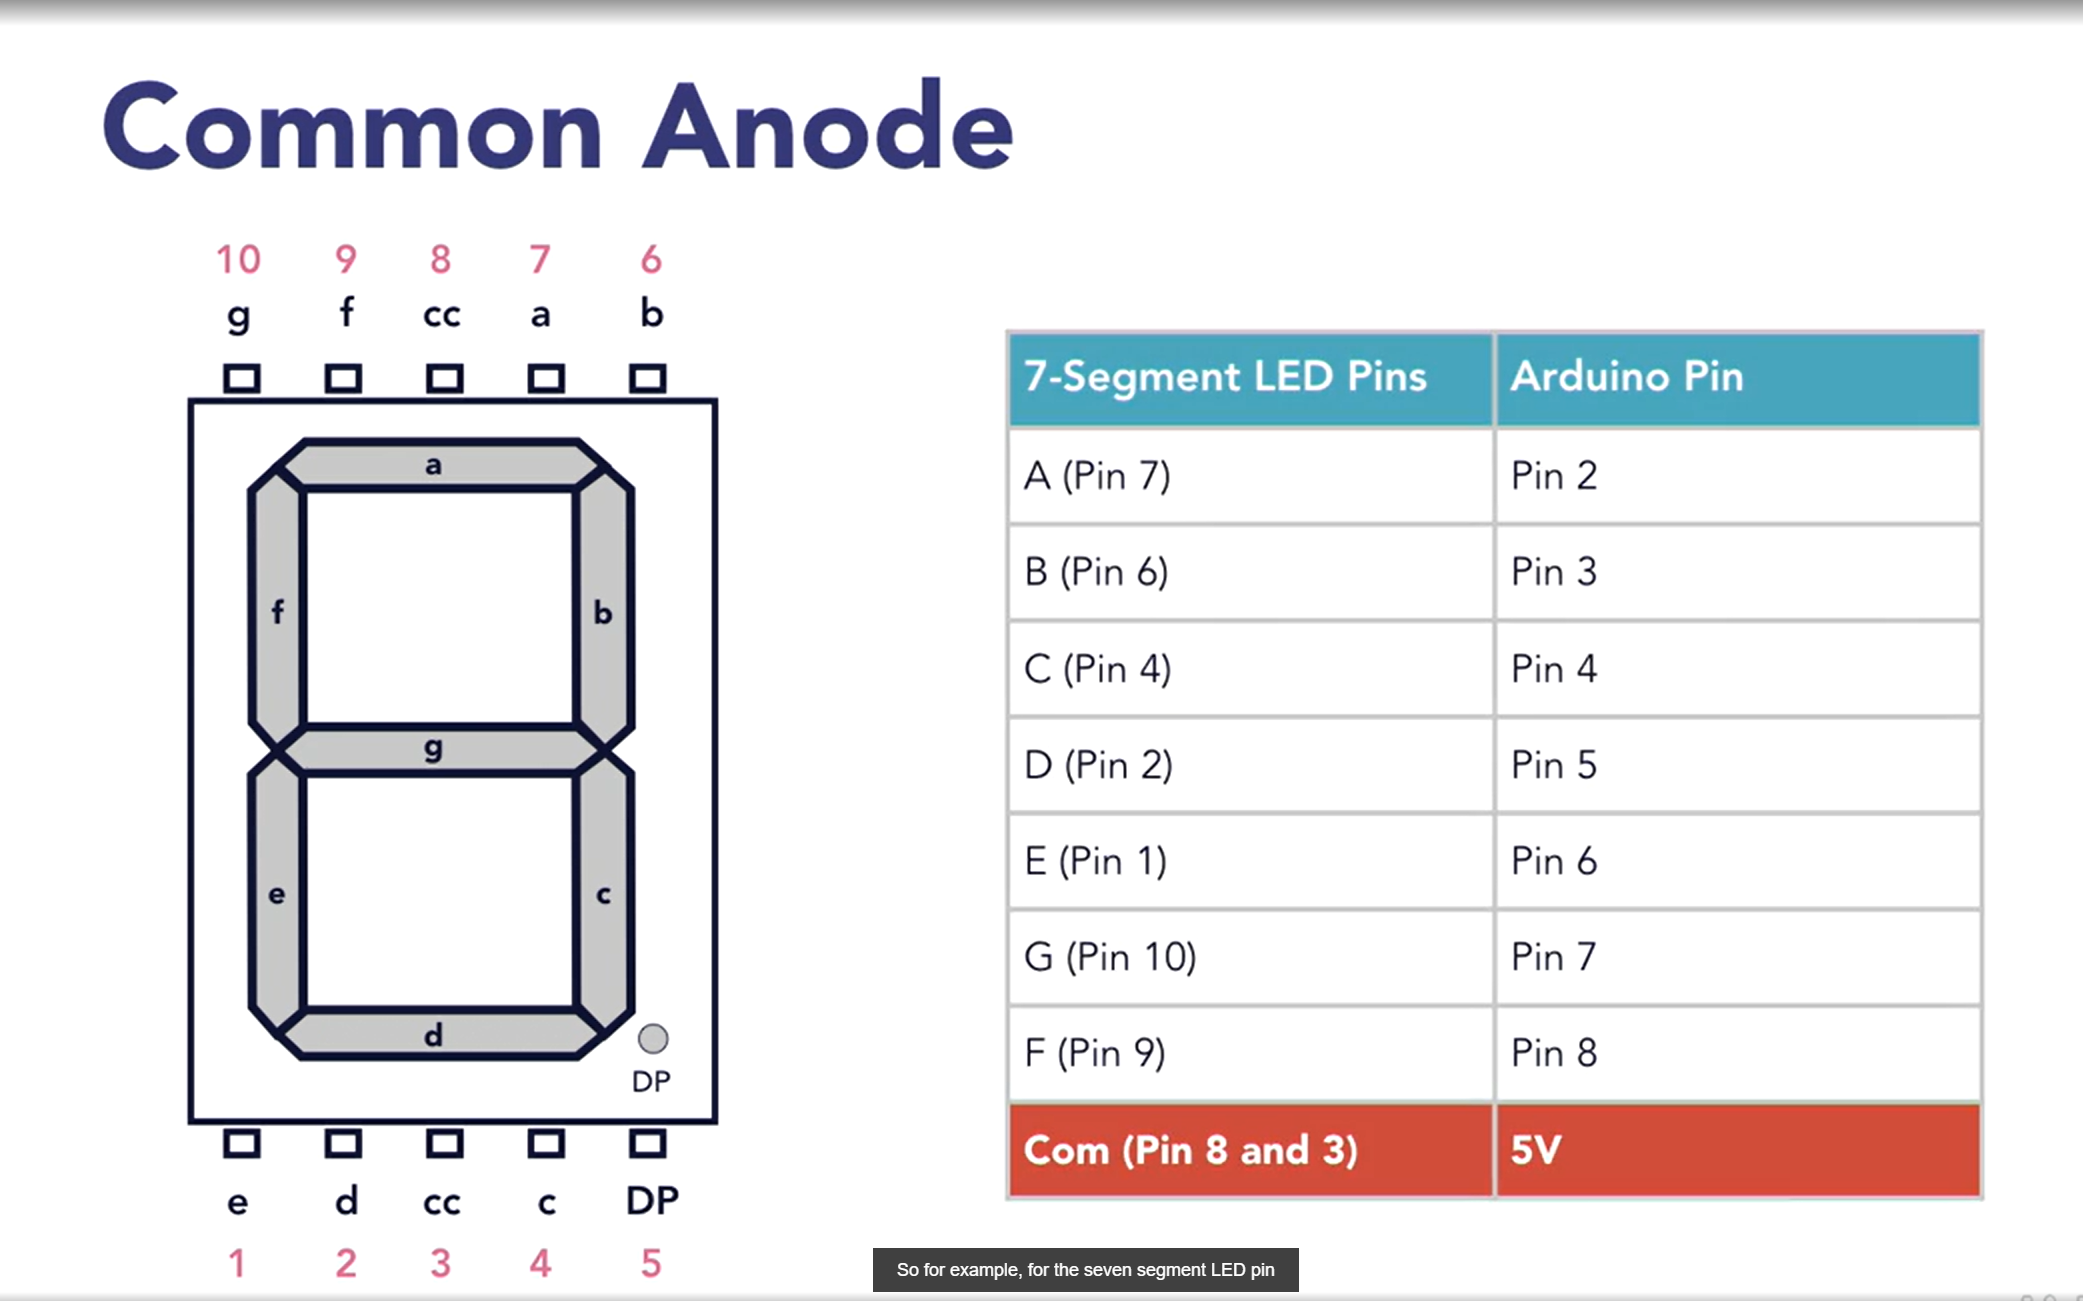 Common Anode
10 9 8 7 6
g f cc a b
a
f b
g
e c
d
DP
e d cc c DP
1 2 3 4 5
7-Segment LED Pins Arduino Pin
A (Pin 7) Pin 2
B (Pin 6) Pin 3
C (Pin 4) Pin 4
D (Pin 2) Pin 5
E (Pin 1) Pin 6
G (Pin 10) Pin 7
F (Pin 9) Pin 8
Com (Pin 8 and 3) 5V
So for example, for the seven segment LED pin